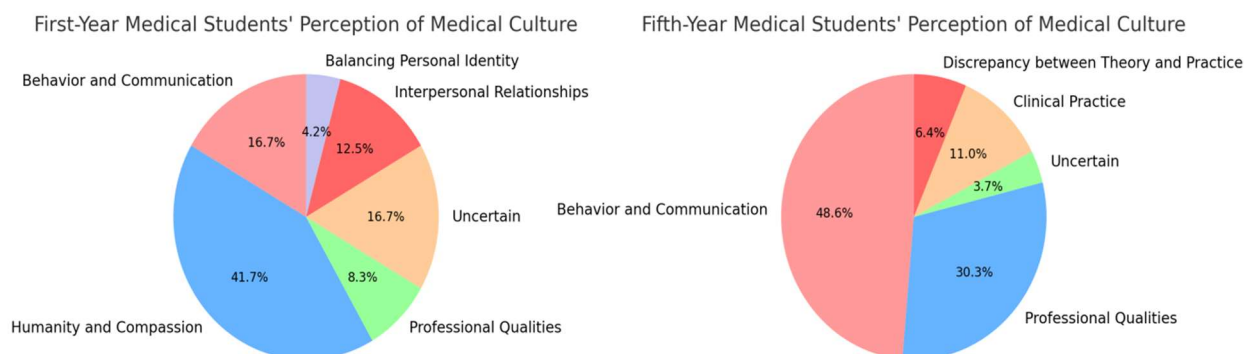 First-Year Medical Students' Perception of Medical Culture
Balancing Personal Identity
Behavior and Communication
Interpersonal Relationships
4.2%
16.7%
12.5%
16.7%
Uncertain
41.7%
8.3%
Humanity and Compassion
Professional Qualities
Fifth-Year Medical Students' Perception of Medical Culture
Discrepancy between Theory and Practice
Clinical Practice
6.4%
11.0%
Uncertain
3.7%
Behavior and Communication
48.6%
30.3%
Professional Qualities